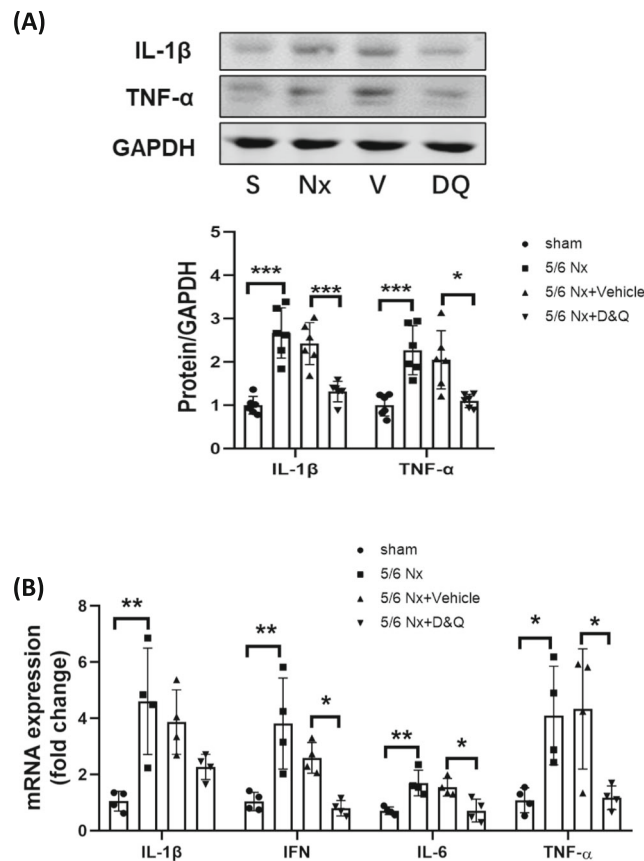 (A)
IL-1β
TNF-α
GAPDH
S Nx V DQ
Protein/GAPDH
5
4
3
2
1
0
*** *** *** *
IL-1β TNF-α
sham
5/6 Nx
5/6 Nx+Vehicle
5/6 Nx+D&Q
(B)
mRNA expression
(fold change)
8
6
4
2
0
** ** * ** * * *
IL-1β IFN IL-6 TNF-α
sham
5/6 Nx
5/6 Nx+Vehicle
5/6 Nx+D&Q